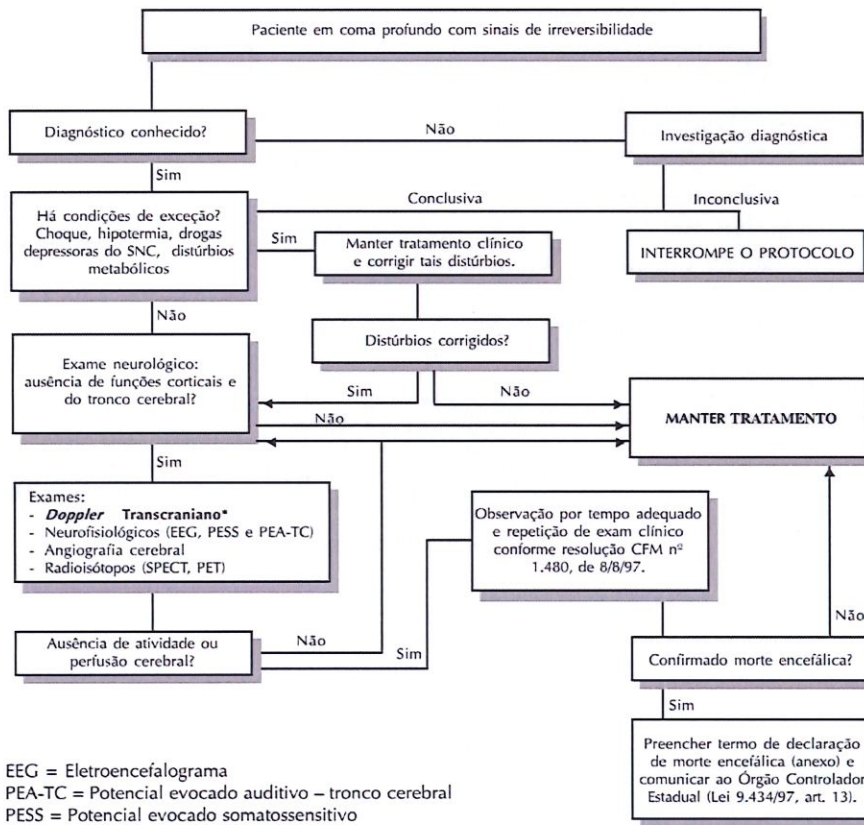 Paciente em coma profundo com sinais de irreversibilidade
Diagnóstico conhecido?
Não
Investigação diagnóstica
Sim
Conclusiva
Inconclusiva
Há condições de exceção?
Choque, hipotermia, drogas
depressoras do SNC, distúrbios
metabólicos
Sim
Manter tratamento clínico
e corrigir tais distúrbios.
INTERROMPE O PROTOCOLO
Não
Distúrbios corrigidos?
Exame neurológico:
ausência de funções corticais e
do tronco cerebral?
Sim
Não
Não
MANTER TRATAMENTO
Sim
Exames:
- Doppler Transcraniano*
- Neurofisiológicos (EEG, PESS e PEA-TC)
- Angiografia cerebral
- Radioisótopos (SPECT, PET)
Observação por tempo adequado
e repetição de exam clínico
conforme resolução CFM nº
1.480, de 8/8/97.
Não
Ausência de atividade ou
perfusão cerebral?
Não
Sim
Confirmado morte encefálica?
Sim
Preencher termo de declaração
de morte encefálica (anexo) e
comunicar ao Órgão Controlador
Estadual (Lei 9.434/97, art. 13).
EEG = Eletroencefalograma
PEA-TC = Potencial evocado auditivo – tronco cerebral
PESS = Potencial evocado somatossensitivo